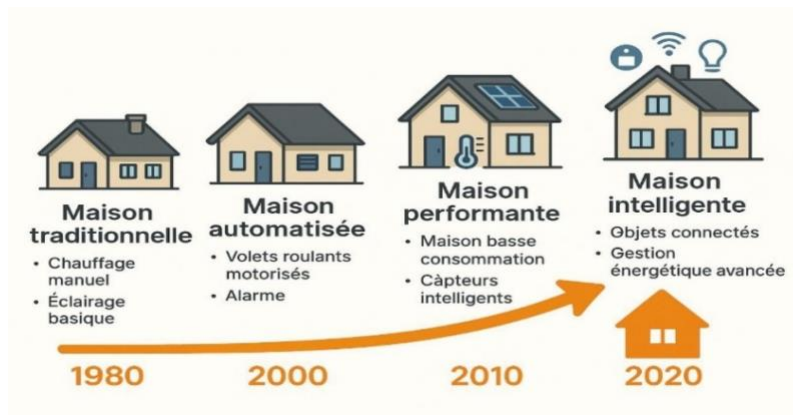 Maison
traditionnelle
• Chauffage
manuel
• Éclairage
basique
Maison
automatisée
• Volets roulants
motorisés
• Alarme
Maison
performante
• Maison basse
consommation
• Càpteurs
intelligents
Maison
intelligente
• Objets connectés
• Gestion
énergétique avancée
1980
2000
2010
2020